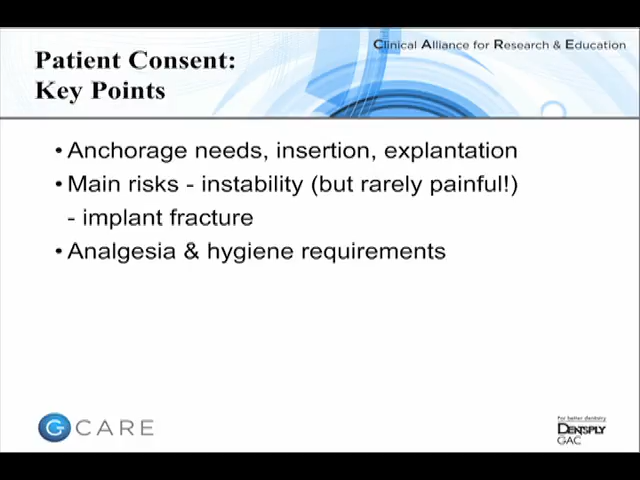 Clinical Alliance for Research & Education
Patient Consent:
Key Points
• Anchorage needs, insertion, explantation
• Main risks - instability (but rarely painful!)
- implant fracture
• Analgesia & hygiene requirements
G CARE
For better dentistry
DENTSPLY
GAC